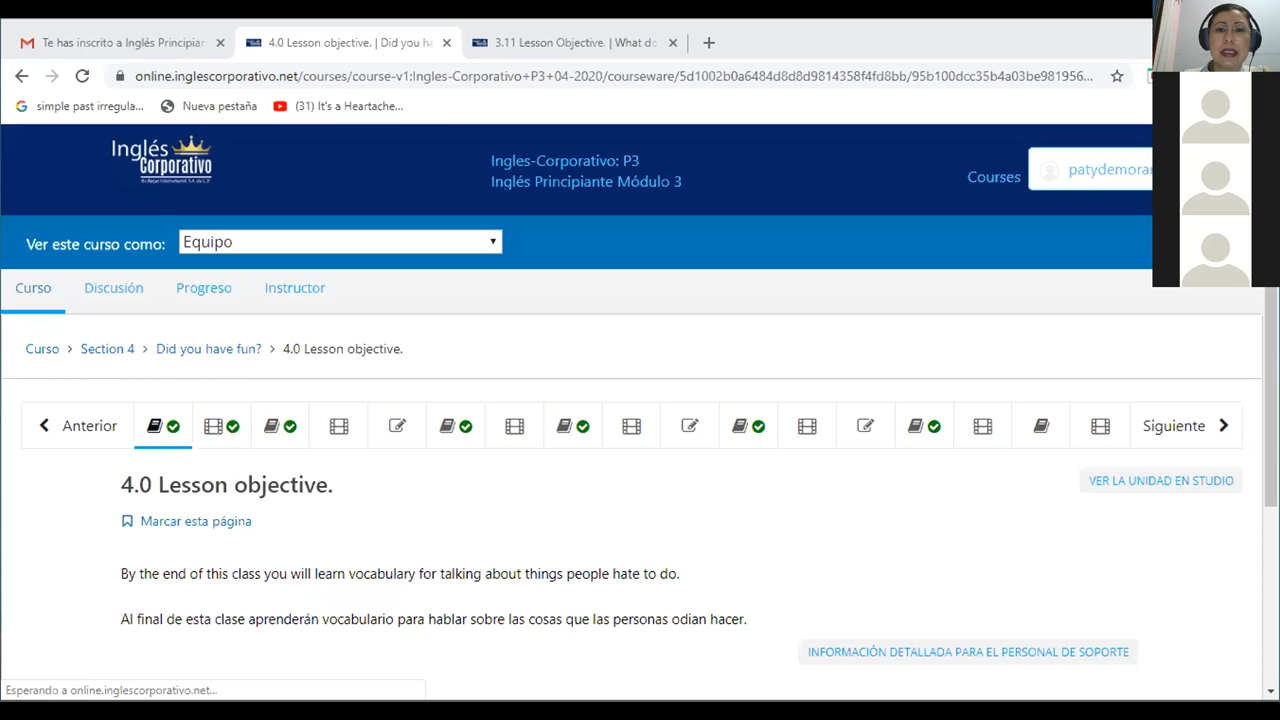 Te has inscrito a Inglés Principiar
4.0 Lesson objective. | Did you ha
3.11 Lesson Objective. | What do
online.inglescorporativo.net/courses/course-v1:Ingles-Corporativo+P3+04-2020/courseware/5d1002b0a6484d8d8d9814358f4fd8bb/95b100dcc35b4a03be981956...
simple past irregula...
Nueva pestaña
(31) It's a Heartache...
Inglés
Corporativo
Ingles-Corporativo: P3
Inglés Principiante Módulo 3
Courses
patydemoran
Ver este curso como:
Equipo
Curso
Discusión
Progreso
Instructor
Curso > Section 4 > Did you have fun? > 4.0 Lesson objective.
Anterior
Siguiente
4.0 Lesson objective.
VER LA UNIDAD EN STUDIO
Marcar esta página
By the end of this class you will learn vocabulary for talking about things people hate to do.
Al final de esta clase aprenderán vocabulario para hablar sobre las cosas que las personas odian hacer.
INFORMACIÓN DETALLADA PARA EL PERSONAL DE SOPORTE
Esperando a online.inglescorporativo.net...